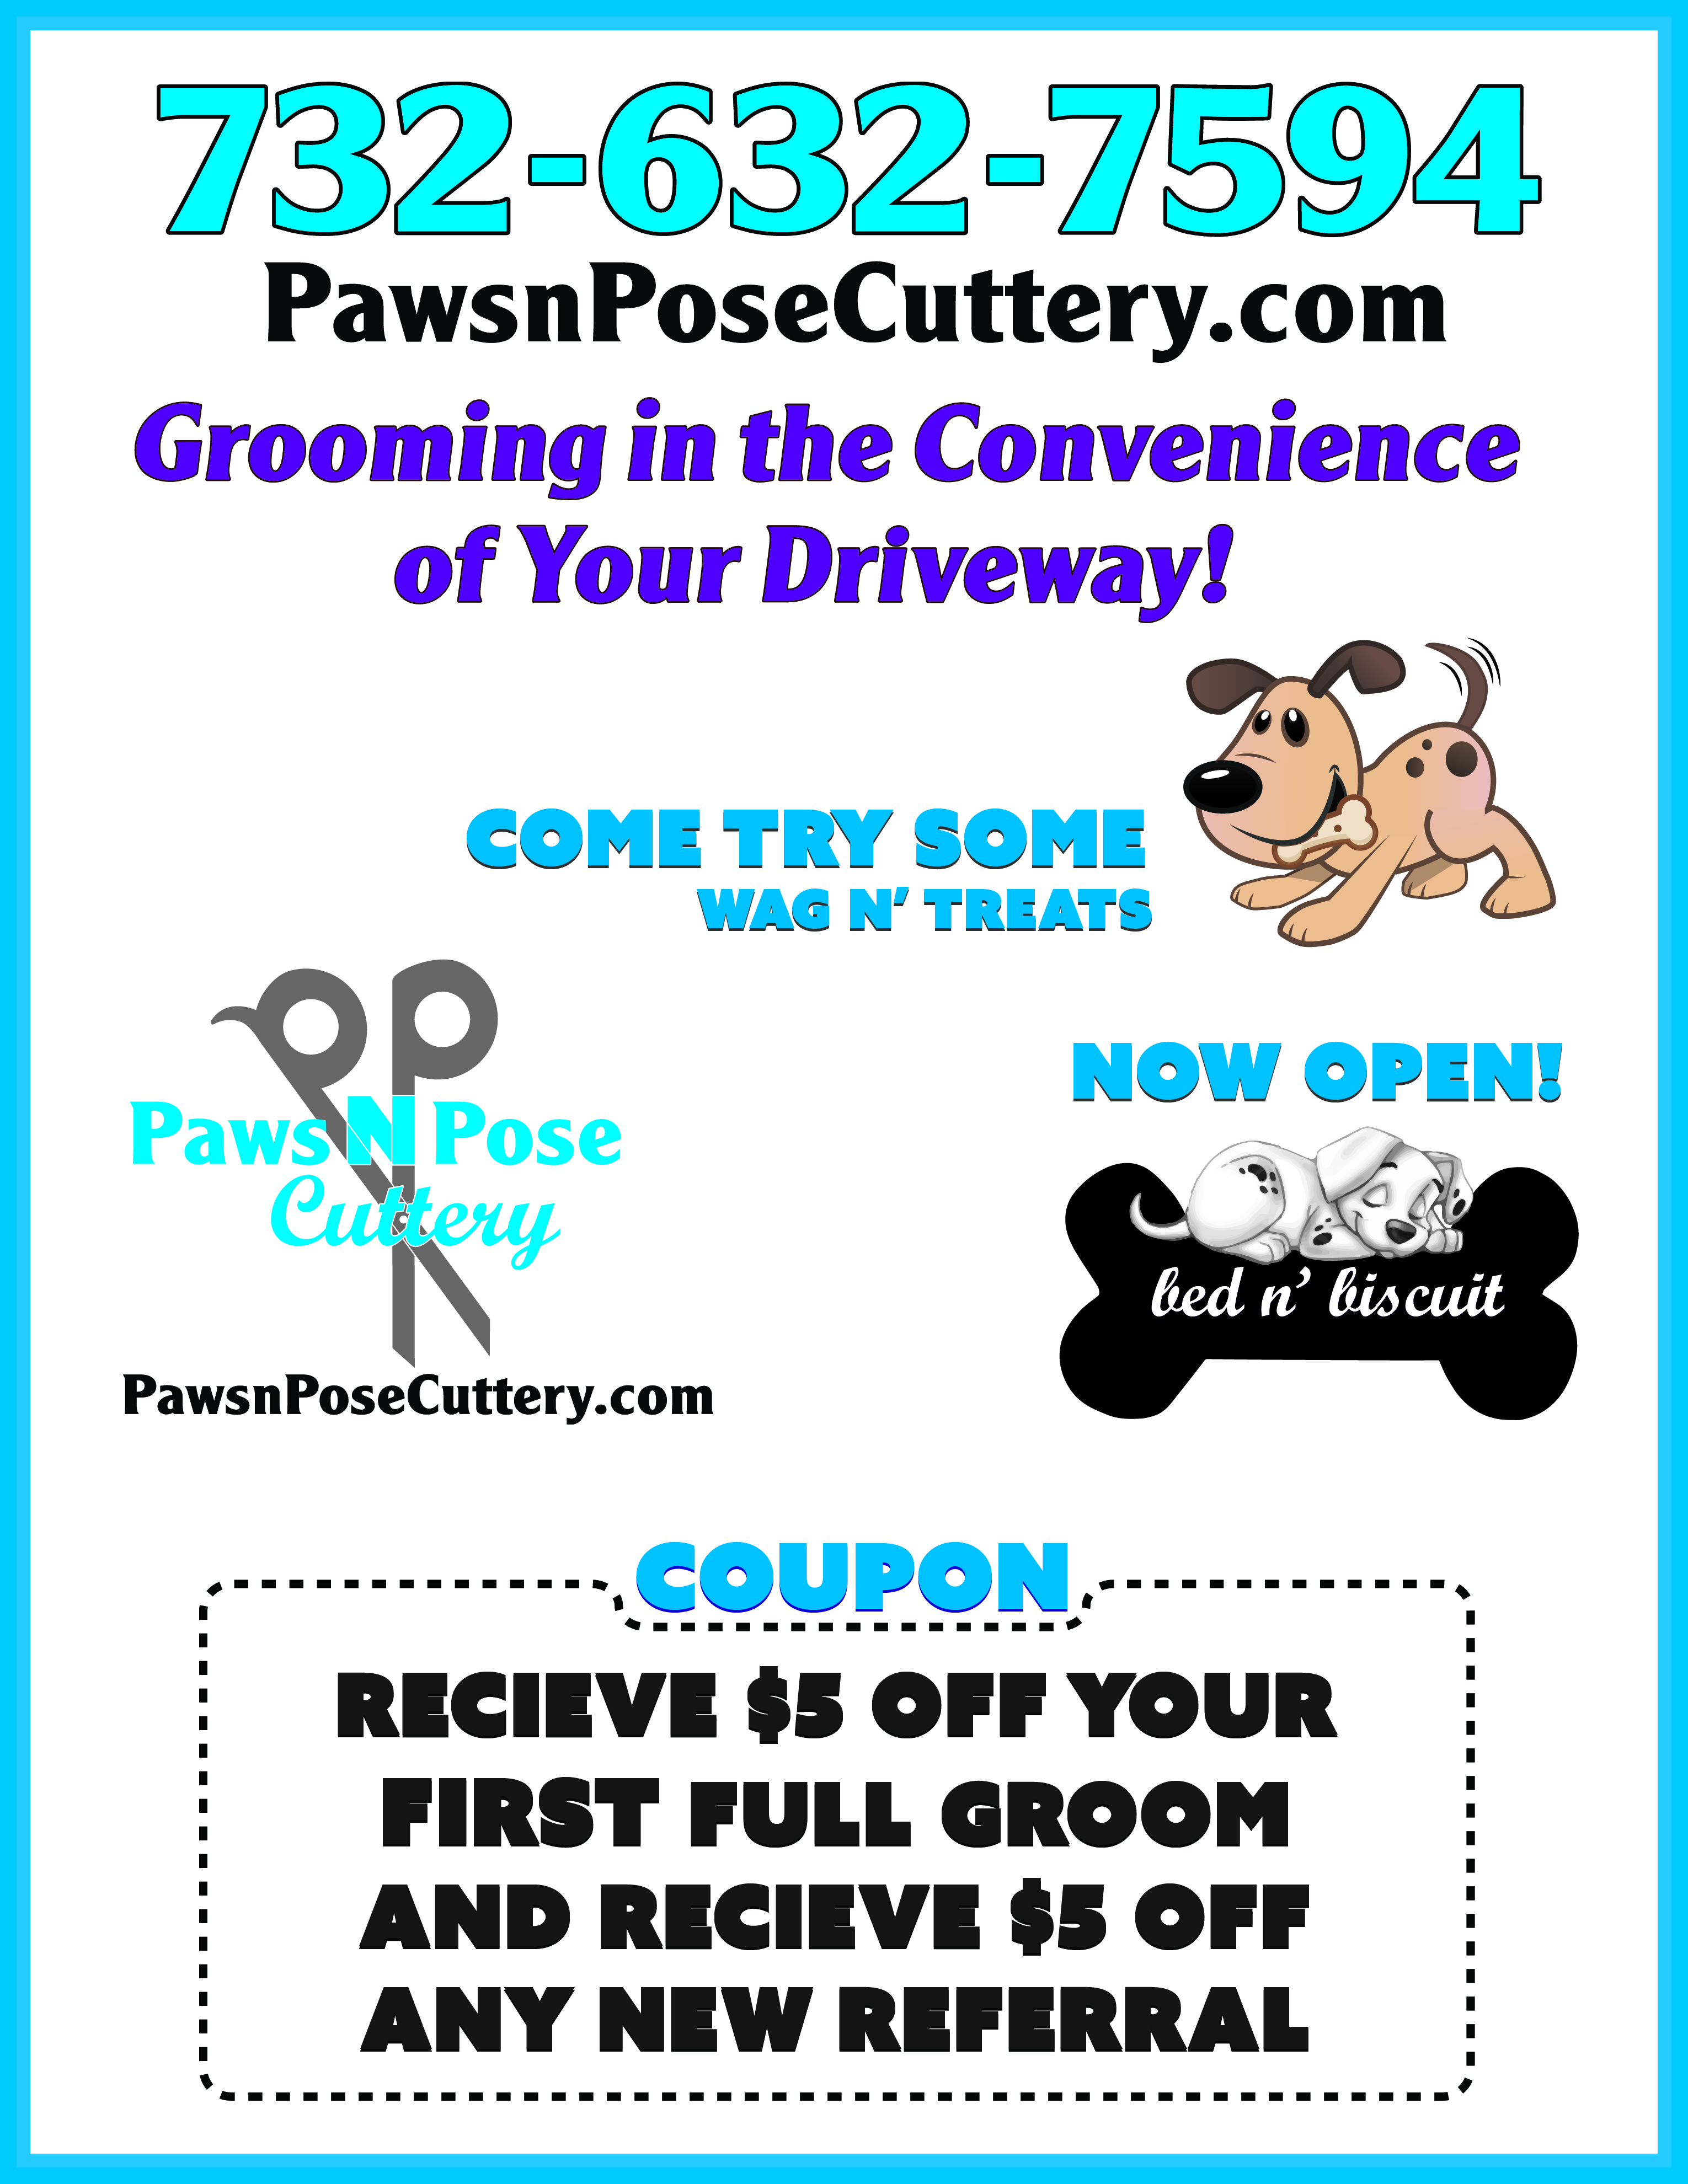 732-632-7594
PawsnPoseCuttery.com
Grooming in the Convenience
of Your Driveway!
COME TRY SOME
WAG N' TREATS
Paws N Pose
Cuttery
PawsnPoseCuttery.com
NOW OPEN!
bed n' biscuit
COUPON
RECIEVE $5 OFF YOUR
FIRST FULL GROOM
AND RECIEVE $5 OFF
ANY NEW REFERRAL